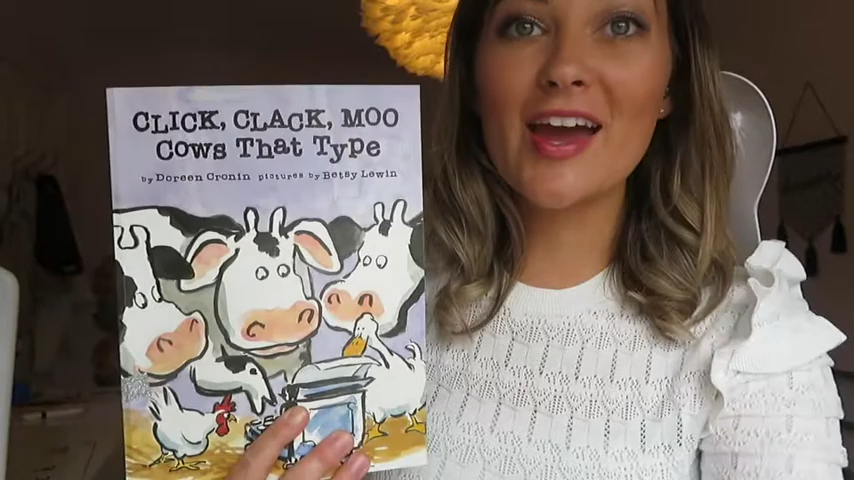 CLICK, CLACK, MOO
COWS THAT TYPE
by DOREEN CRONIN pictures by BETSY LEWIN